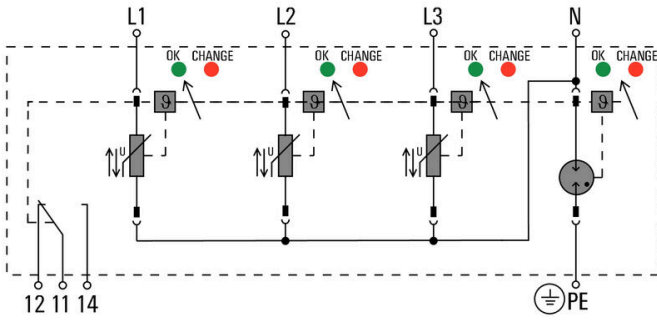 L1 L2 L3 N
OK CHANGE OK CHANGE OK CHANGE OK CHANGE
ϑ ϑ ϑ ϑ
U U U
12 11 14 PE